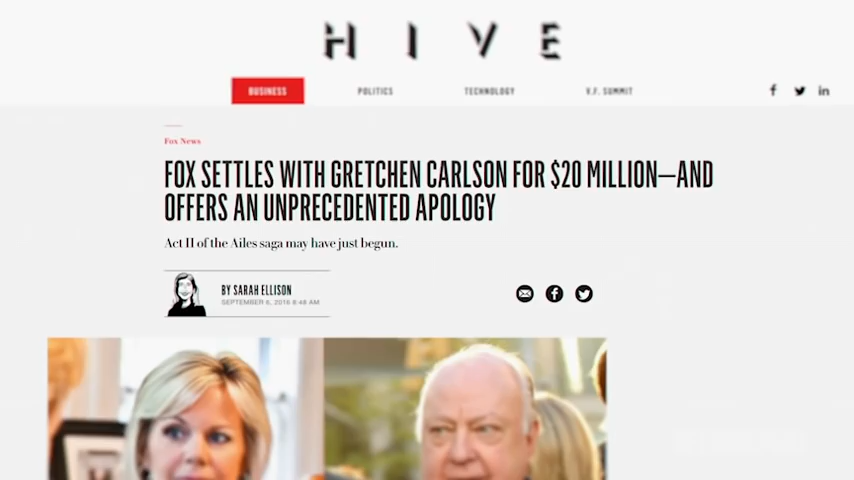 HIVE
BUSINESS POLITICS TECHNOLOGY V.F. SUMMIT
Fox News
FOX SETTLES WITH GRETCHEN CARLSON FOR $20 MILLION—AND
OFFERS AN UNPRECEDENTED APOLOGY
Act II of the Ailes saga may have just begun.
BY SARAH ELLISON
SEPTEMBER 6, 2016 8:48 AM